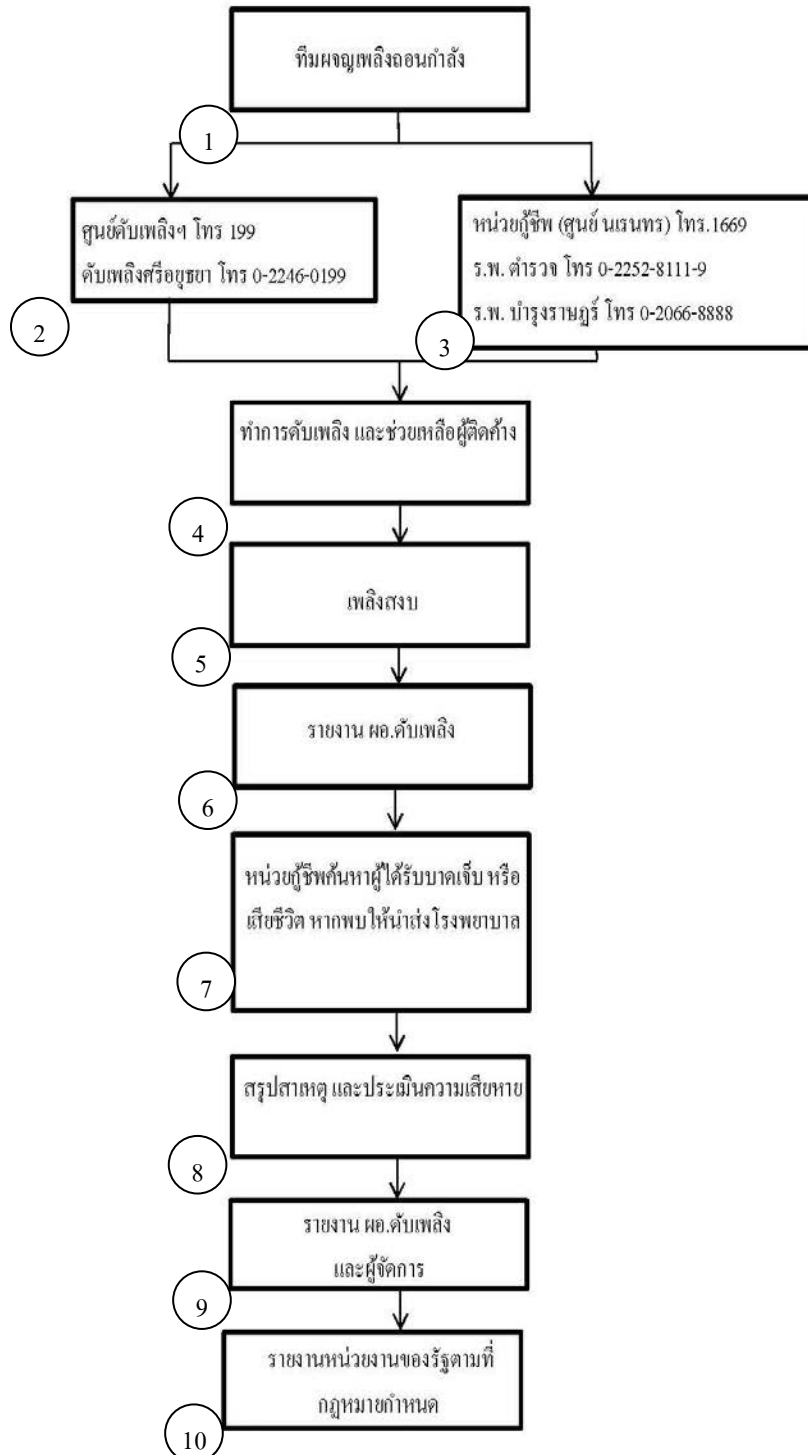 ทีมผจญเพลิงถอนกำลัง
1
ศูนย์ดับเพลิงฯ โทร 199
ดับเพลิงศรีอยุธยา โทร 0-2246-0199
2
หน่วยกู้ชีพ (ศูนย์ นเรนทร) โทร.1669
ร.พ. ตำรวจ โทร 0-2252-8111-9
ร.พ. บำรุงราษฎร์ โทร 0-2066-8888
3
ทำการดับเพลิง และช่วยเหลือผู้ติดค้าง
4
เพลิงสงบ
5
รายงาน ผอ.ดับเพลิง
6
หน่วยกู้ชีพค้นหาผู้ได้รับบาดเจ็บ หรือ
เสียชีวิต หากพบให้นำส่งโรงพยาบาล
7
สรุปสาเหตุ และประเมินความเสียหาย
8
รายงาน ผอ.ดับเพลิง
และผู้จัดการ
9
รายงานหน่วยงานของรัฐตามที่
กฎหมายกำหนด
10